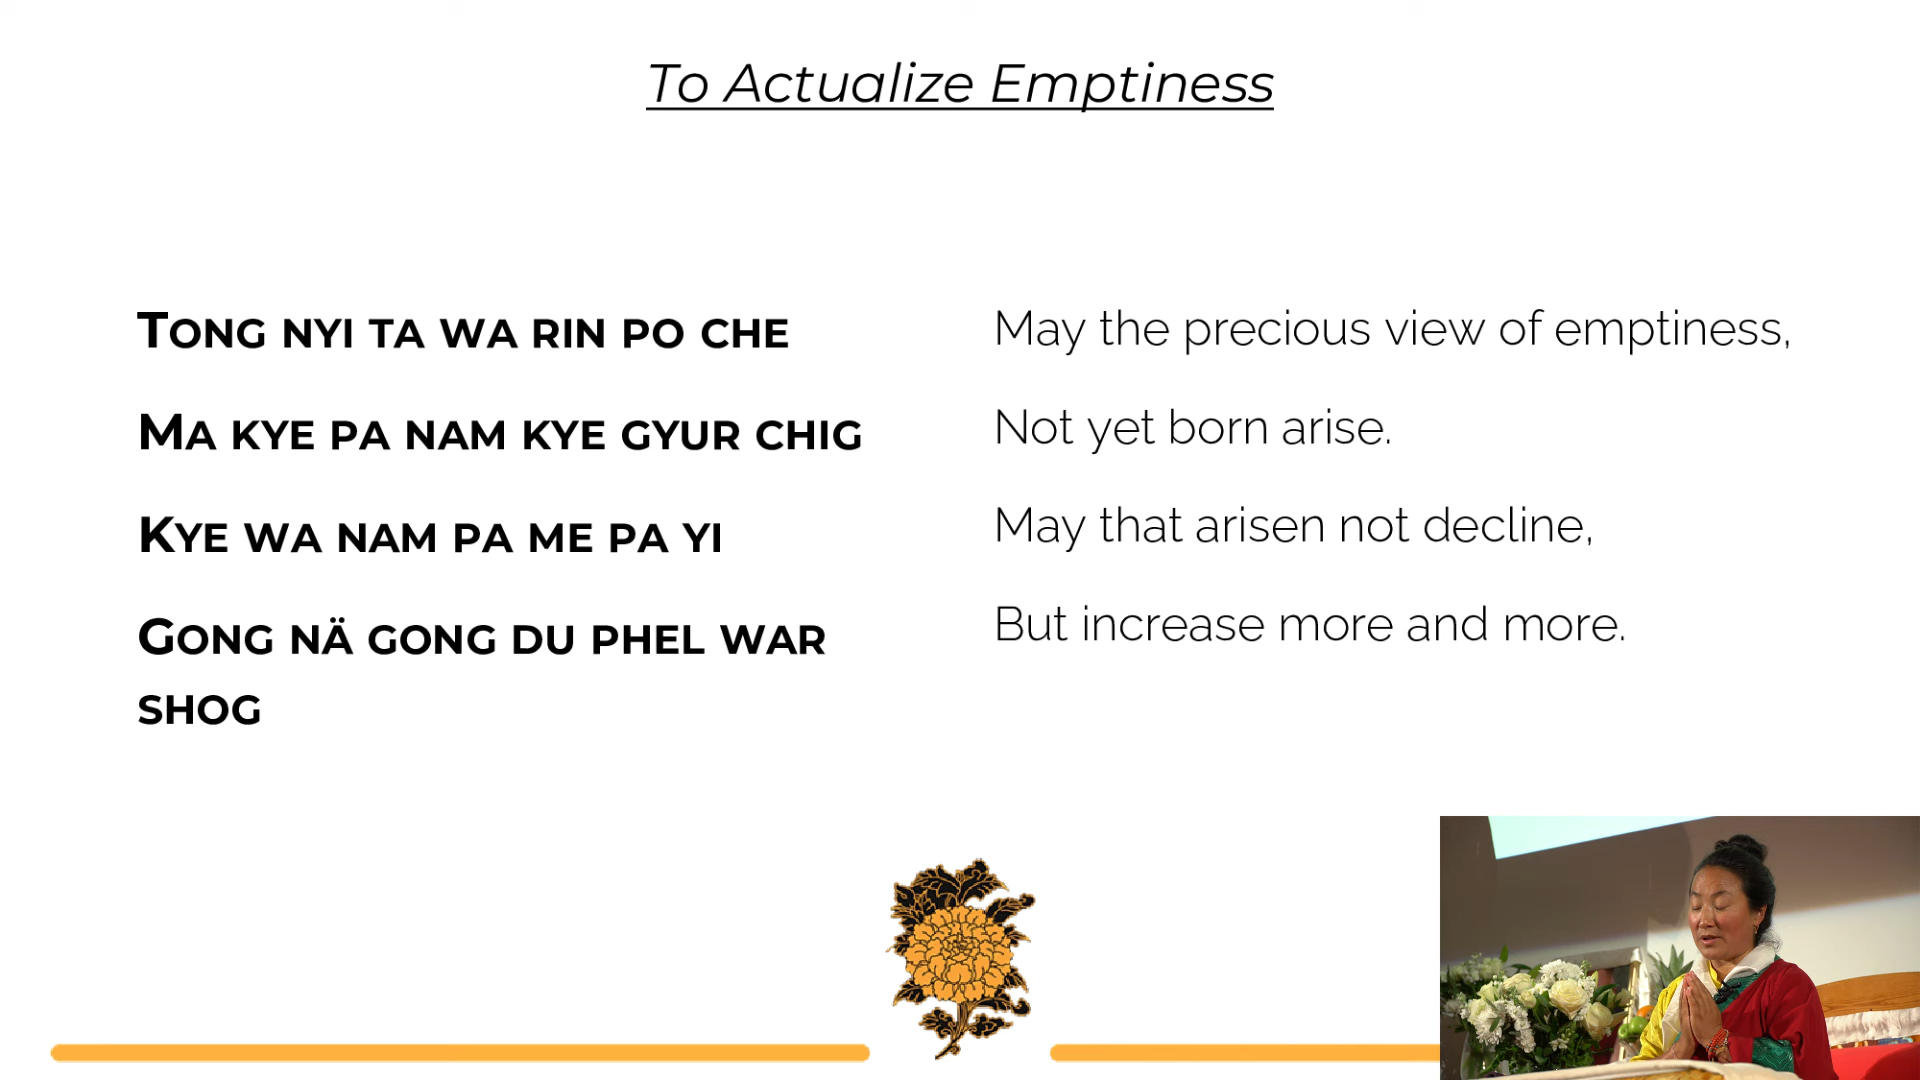 To Actualize Emptiness
TONG NYI TA WA RIN PO CHE
MA KYE PA NAM KYE GYUR CHIG
KYE WA NAM PA ME PA YI
GONG NÄ GONG DU PHEL WAR
SHOG
May the precious view of emptiness,
Not yet born arise.
May that arisen not decline,
But increase more and more.